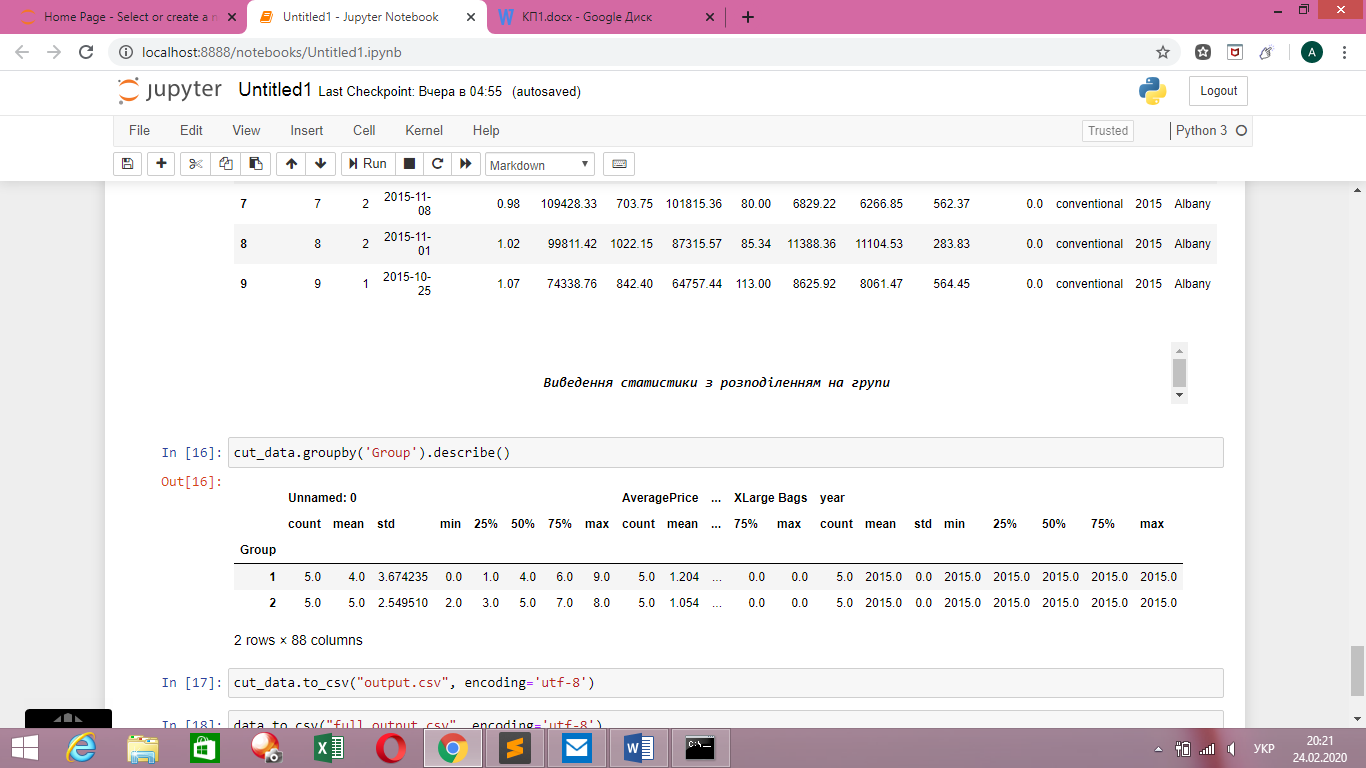 Home Page - Select or create a n
Untitled1 - Jupyter Notebook
КП1.docx - Google Диск
localhost:8888/notebooks/Untitled1.ipynb
A
jupyter Untitled1 Last Checkpoint: Вчера в 04:55 (autosaved)
Logout
File Edit View Insert Cell Kernel Help
Trusted Python 3
Run Markdown
7 7 2 2015-11-08 0.98 109428.33 703.75 101815.36 80.00 6829.22 6266.85 562.37 0.0 conventional 2015 Albany
8 8 2 2015-11-01 1.02 99811.42 1022.15 87315.57 85.34 11388.36 11104.53 283.83 0.0 conventional 2015 Albany
9 9 1 2015-10-25 1.07 74338.76 842.40 64757.44 113.00 8625.92 8061.47 564.45 0.0 conventional 2015 Albany
Виведення статистики з розподіленням на групи
In [16]: cut_data.groupby('Group').describe()
Out[16]:
Unnamed: 0 AveragePrice ... XLarge Bags year
count mean std min 25% 50% 75% max count mean ... 75% max count mean std min 25% 50% 75% max
Group
1 5.0 4.0 3.674235 0.0 1.0 4.0 6.0 9.0 5.0 1.204 ... 0.0 0.0 5.0 2015.0 0.0 2015.0 2015.0 2015.0 2015.0 2015.0
2 5.0 5.0 2.549510 2.0 3.0 5.0 7.0 8.0 5.0 1.054 ... 0.0 0.0 5.0 2015.0 0.0 2015.0 2015.0 2015.0 2015.0 2015.0
2 rows × 88 columns
In [17]: cut_data.to_csv("output.csv", encoding='utf-8')
In [18]: data.to_csv("full_output.csv", encoding='utf-8')
УКР
20:21
24.02.2020